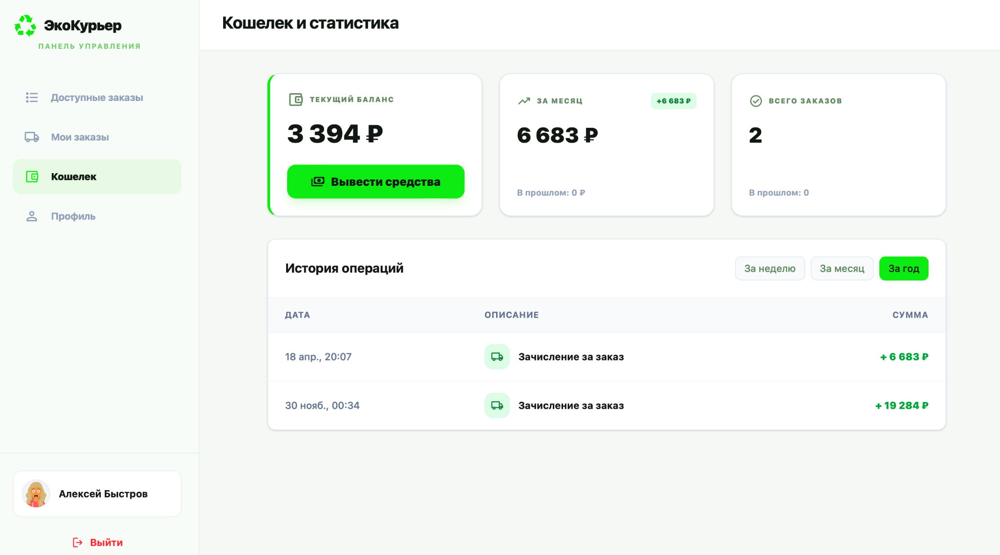 ЭкоКурьер
ПАНЕЛЬ УПРАВЛЕНИЯ
Доступные заказы
Мои заказы
Кошелек
Профиль
Алексей Быстров
Выйти
Кошелек и статистика
ТЕКУЩИЙ БАЛАНС
3 394 ₽
Вывести средства
ЗА МЕСЯЦ
+6 683 ₽
6 683 ₽
В прошлом: 0 ₽
ВСЕГО ЗАКАЗОВ
2
В прошлом: 0
История операций
За неделю За месяц За год
ДАТА ОПИСАНИЕ СУММА
18 апр., 20:07 Зачисление за заказ + 6 683 ₽
30 нояб., 00:34 Зачисление за заказ + 19 284 ₽